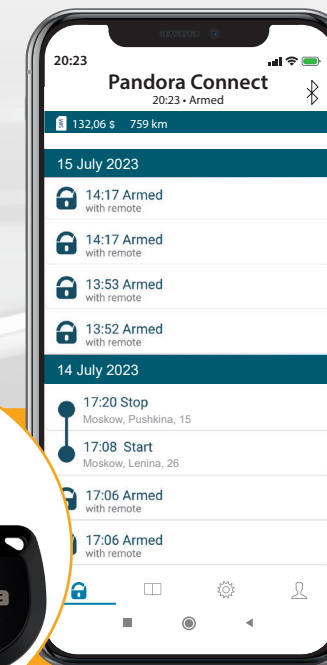 20:23
Pandora Connect
20:23 • Armed
SIM 132,06 $ 759 km
15 July 2023
14:17 Armed
with remote
14:17 Armed
with remote
13:53 Armed
with remote
13:52 Armed
with remote
14 July 2023
17:20 Stop
Moskow, Pushkina, 15
17:08 Start
Moskow, Lenina, 26
17:06 Armed
with remote
17:06 Armed
with remote